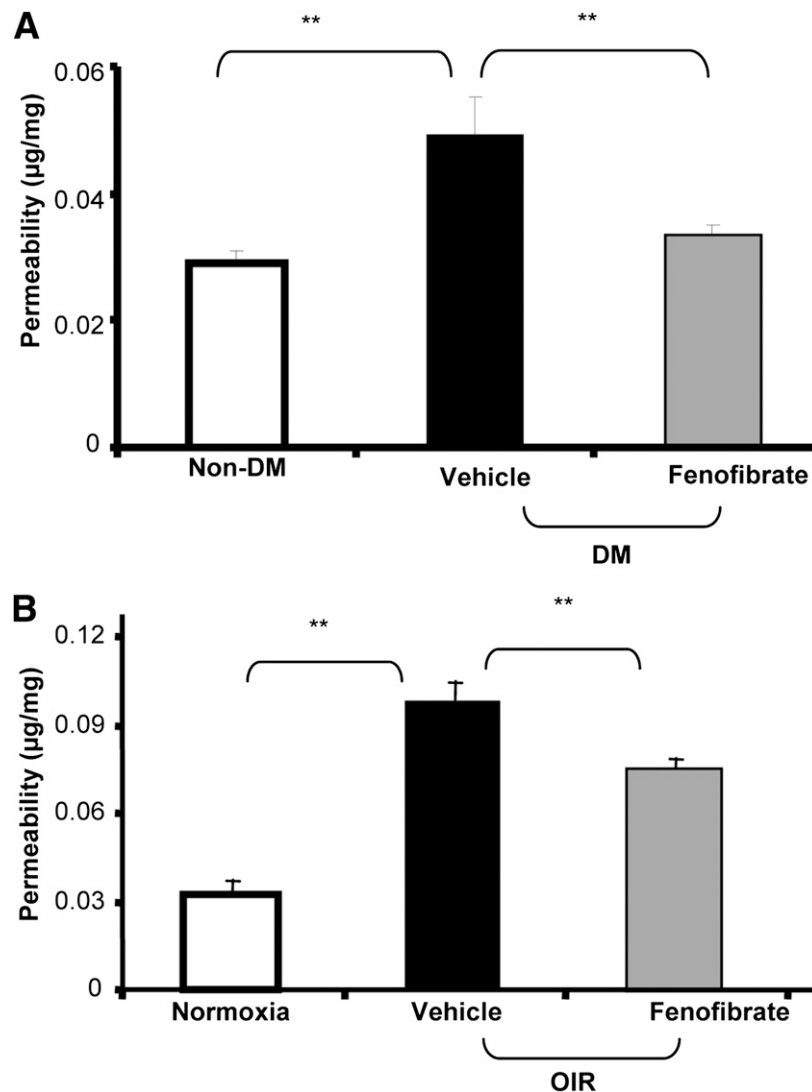 A
** **
Permeability (µg/mg)
0.06
0.04
0.02
0
Non-DM Vehicle Fenofibrate
DM
B
** **
Permeability (µg/mg)
0.12
0.09
0.06
0.03
0
Normoxia Vehicle Fenofibrate
OIR